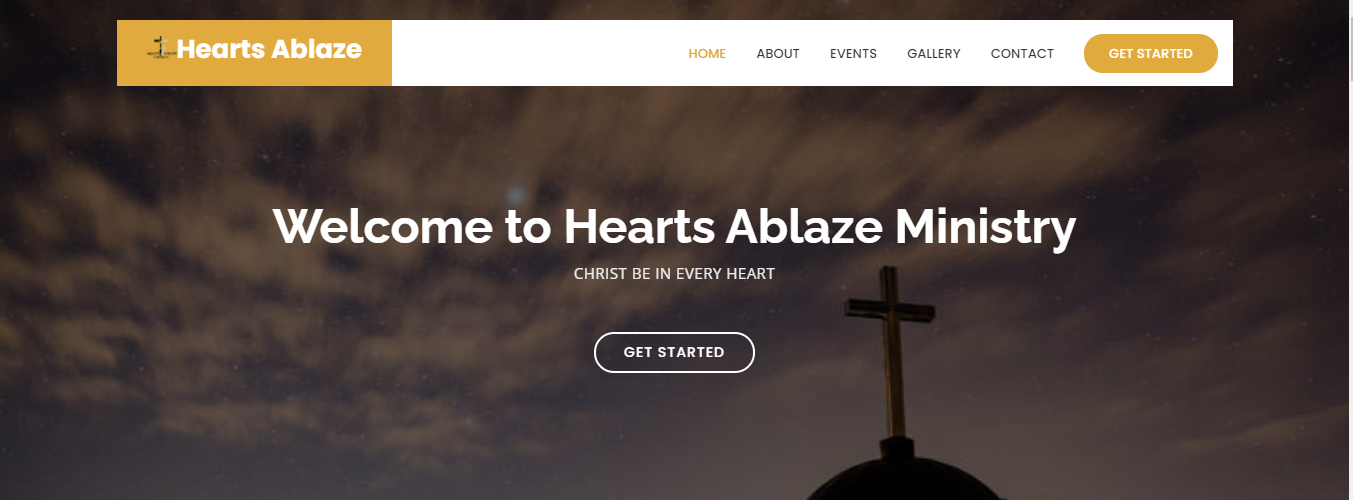 Hearts Ablaze
HOME ABOUT EVENTS GALLERY CONTACT GET STARTED
Welcome to Hearts Ablaze Ministry
CHRIST BE IN EVERY HEART
GET STARTED